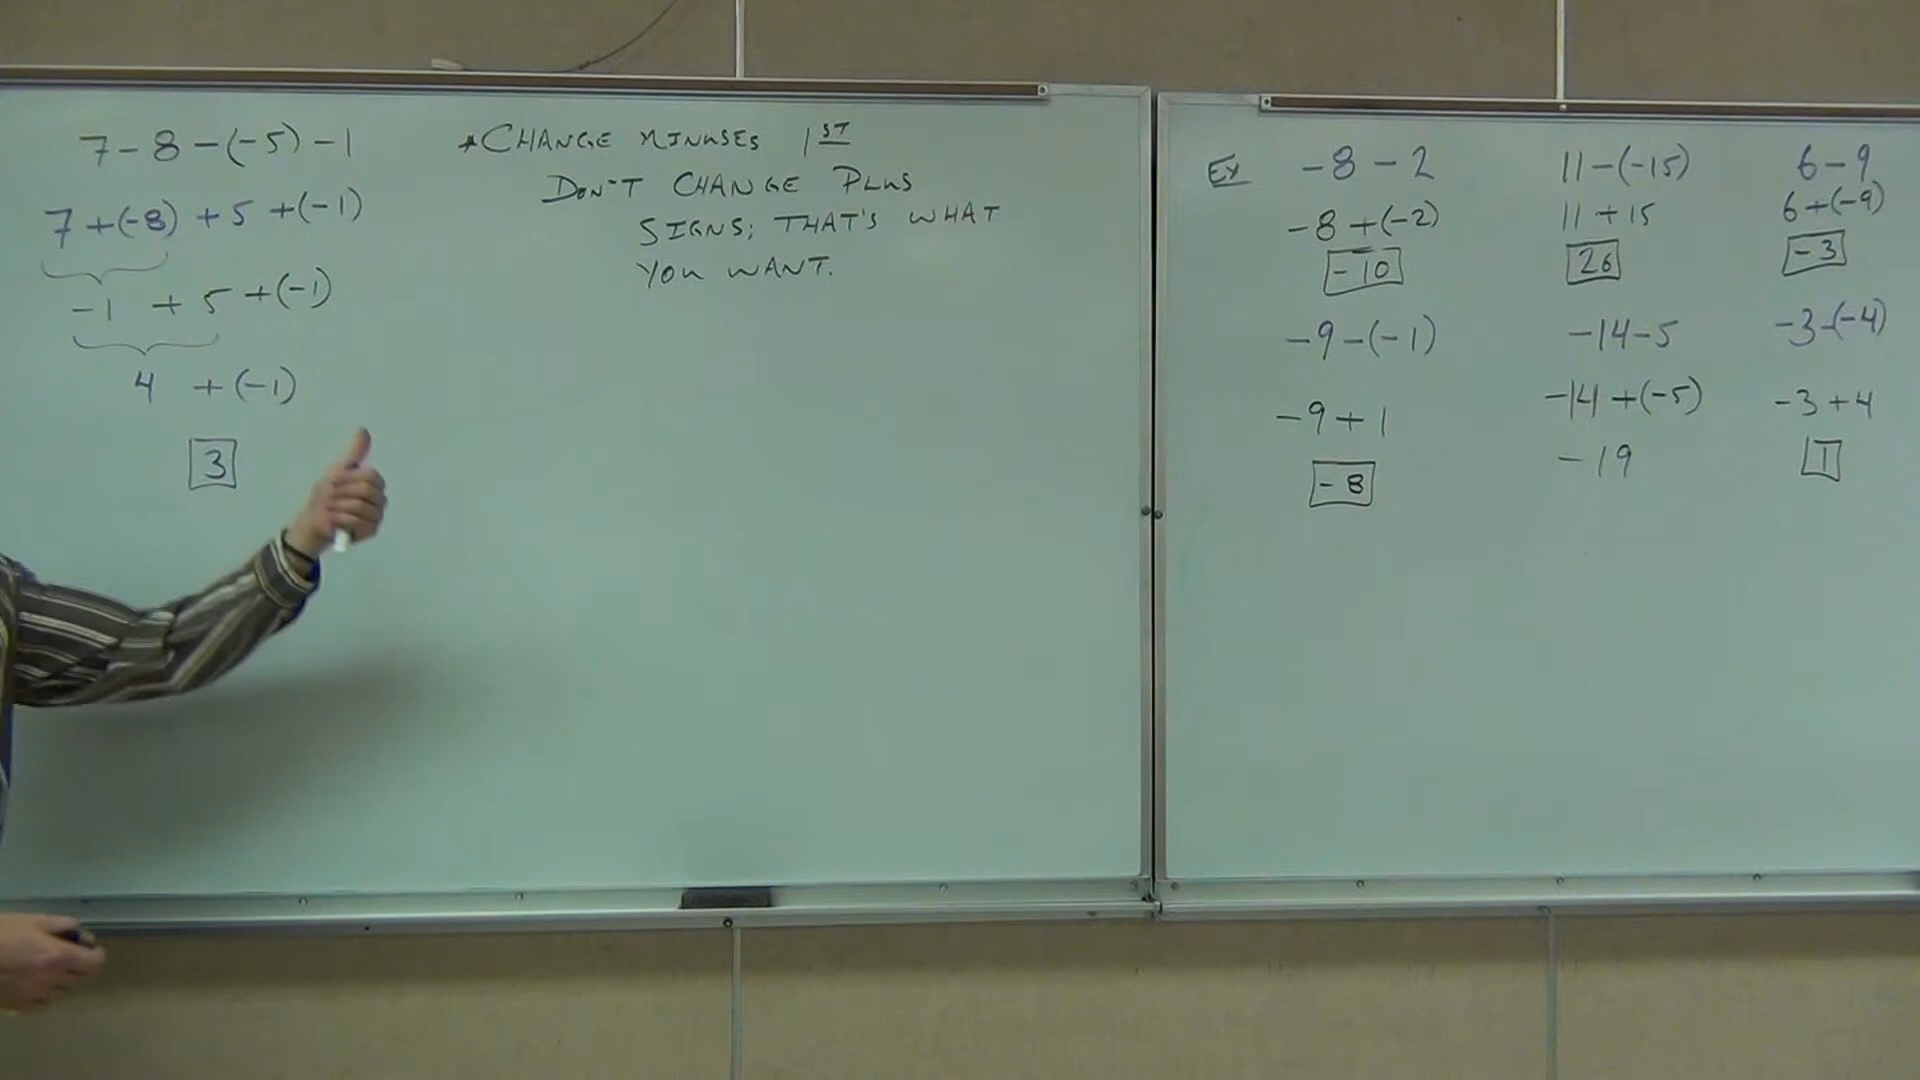 7 - 8 - (-5) - 1
7 + (-8) + 5 + (-1)
-1 + 5 + (-1)
4 + (-1)
3
* CHANGE MINUSES 1ST
DON'T CHANGE PLUS
SIGNS; THAT'S WHAT
YOU WANT.
EX -8 - 2 11 - (-15) 6 - 9
-8 + (-2) 11 + 15 6 + (-9)
-10 26 -3
-9 - (-1) -14 - 5 -3 - (-4)
-9 + 1 -14 + (-5) -3 + 4
-8 -19 1